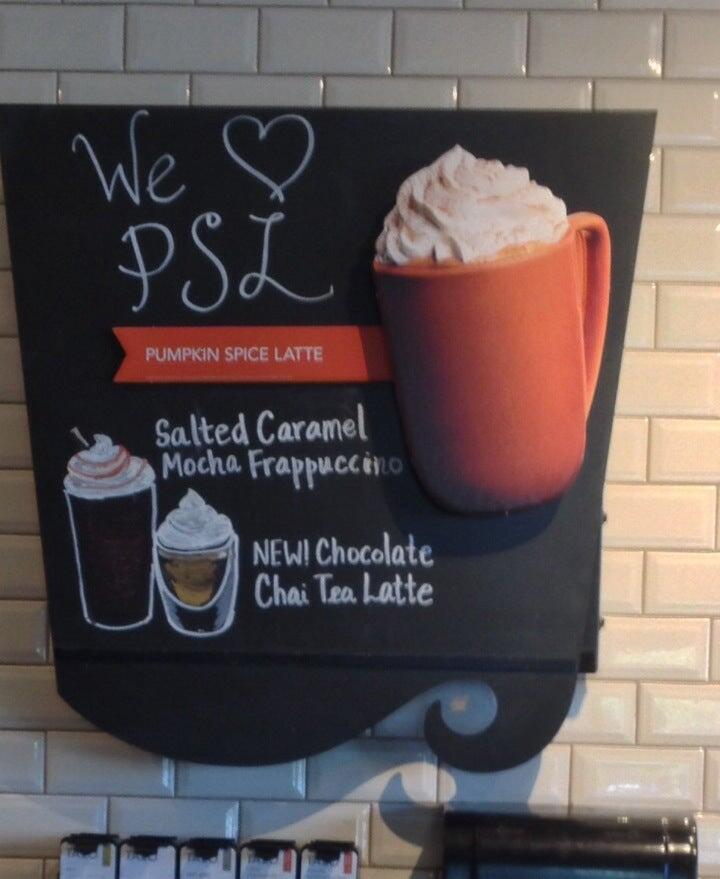 We ♡
PSL
PUMPKIN SPICE LATTE
Salted Caramel
Mocha Frappuccino
NEW! Chocolate
Chai Tea Latte